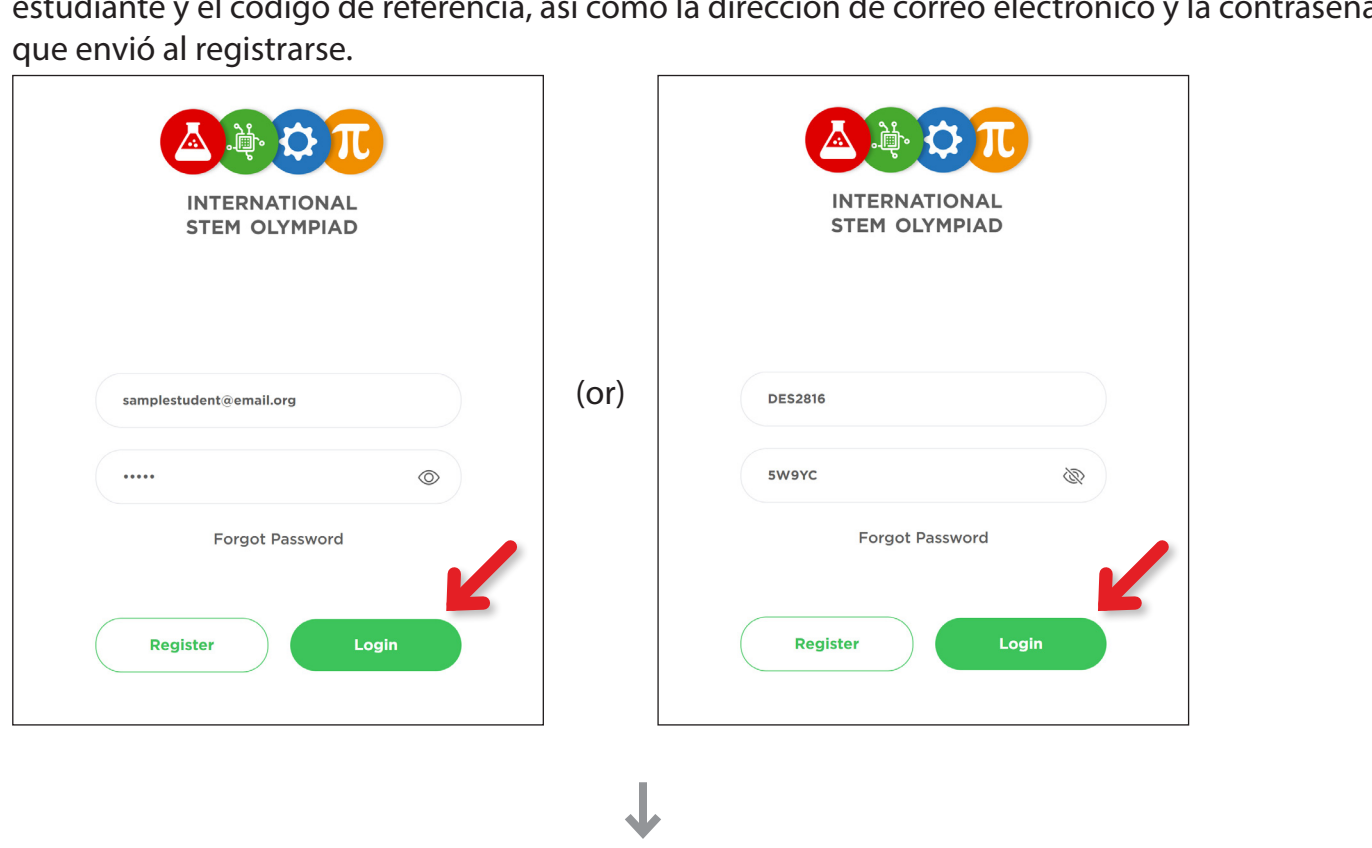 estudiante y el código de referencia, así como la dirección de correo electrónico y la contraseña
que envió al registrarse.
INTERNATIONAL
STEM OLYMPIAD
samplestudent@email.org
•••••
Forgot Password
Register
Login
(or)
INTERNATIONAL
STEM OLYMPIAD
DES2816
5W9YC
Forgot Password
Register
Login